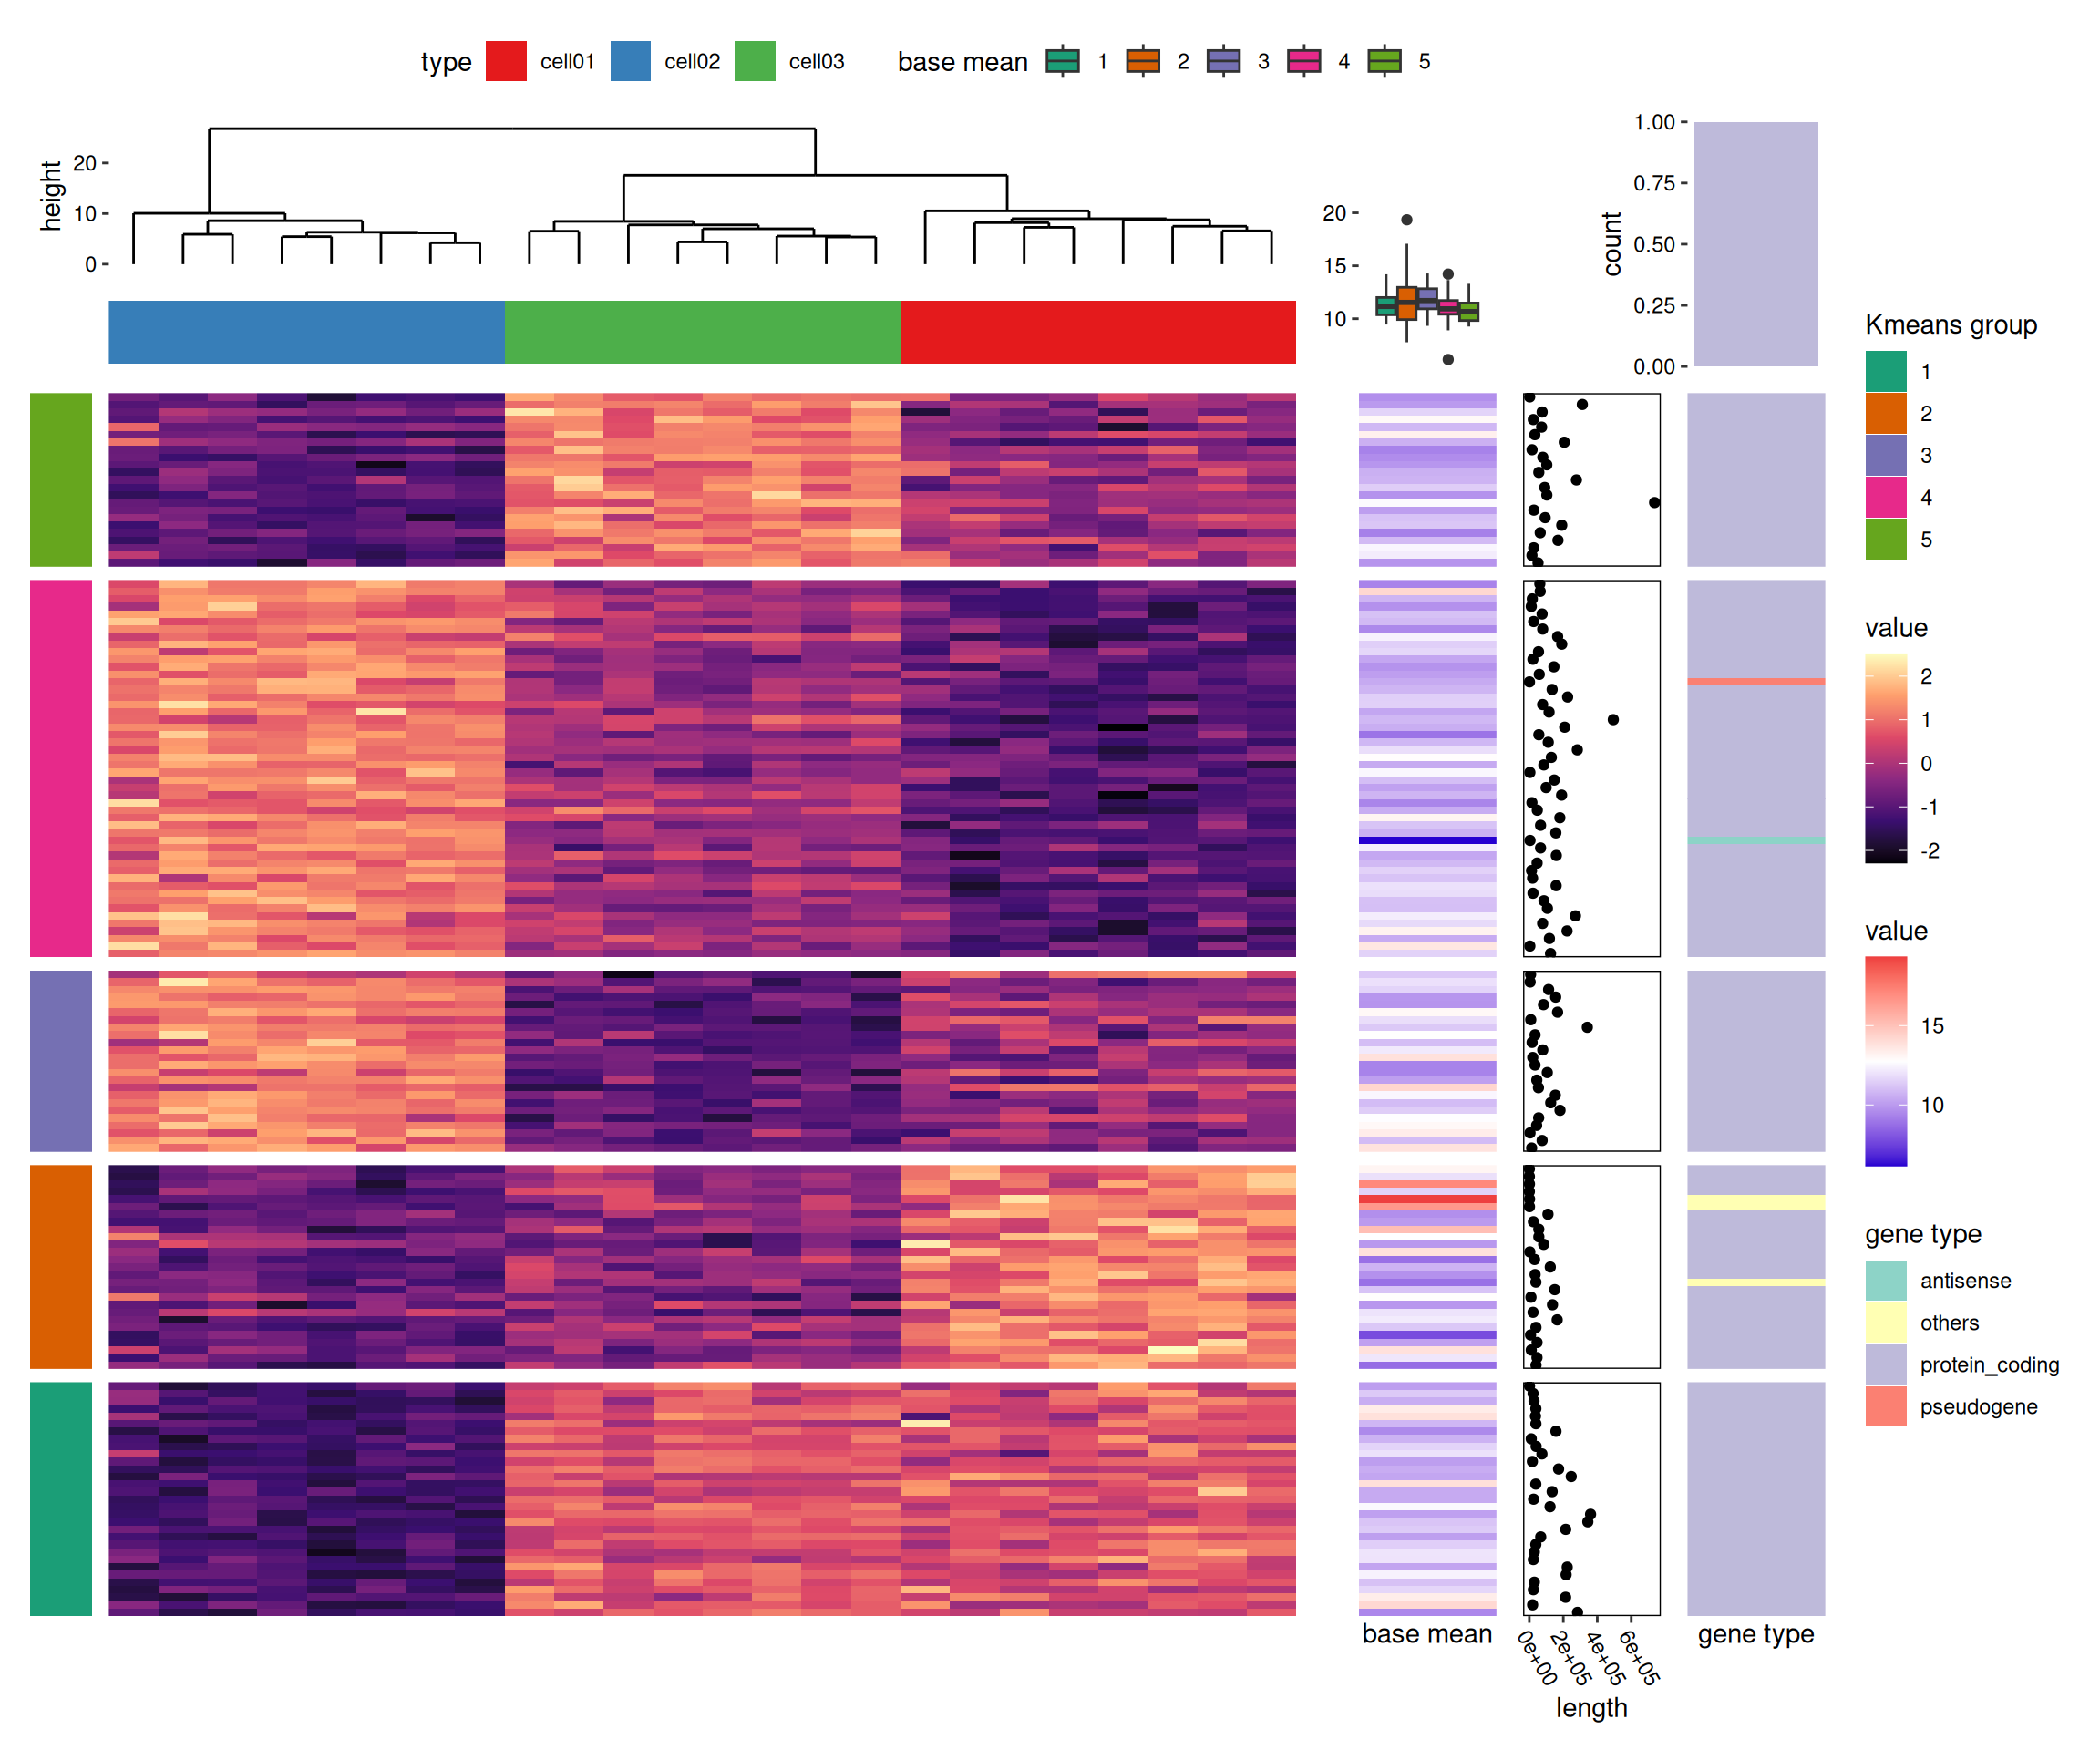 type cell01 cell02 cell03 base mean 1 2 3 4 5
height
20
10
0
20
15
10
count
1.00
0.75
0.50
0.25
0.00
Kmeans group
1
2
3
4
5
value
2
1
0
-1
-2
value
15
10
gene type
antisense
others
protein_coding
pseudogene
base mean
0e+00 2e+05 4e+05 6e+05
length
gene type